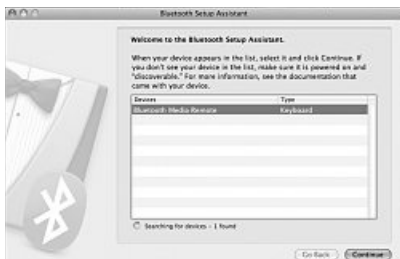 Bluetooth Setup Assistant
Welcome to the Bluetooth Setup Assistant.
When your device appears in the list, select it and click Continue. If
you don't see your device in the list, make sure it is powered on and
"discoverable." For more information, see the documentation that
came with your device.
Devices Type
Bluetooth Media Remote Keyboard
Searching for devices – 1 found
Go Back Continue